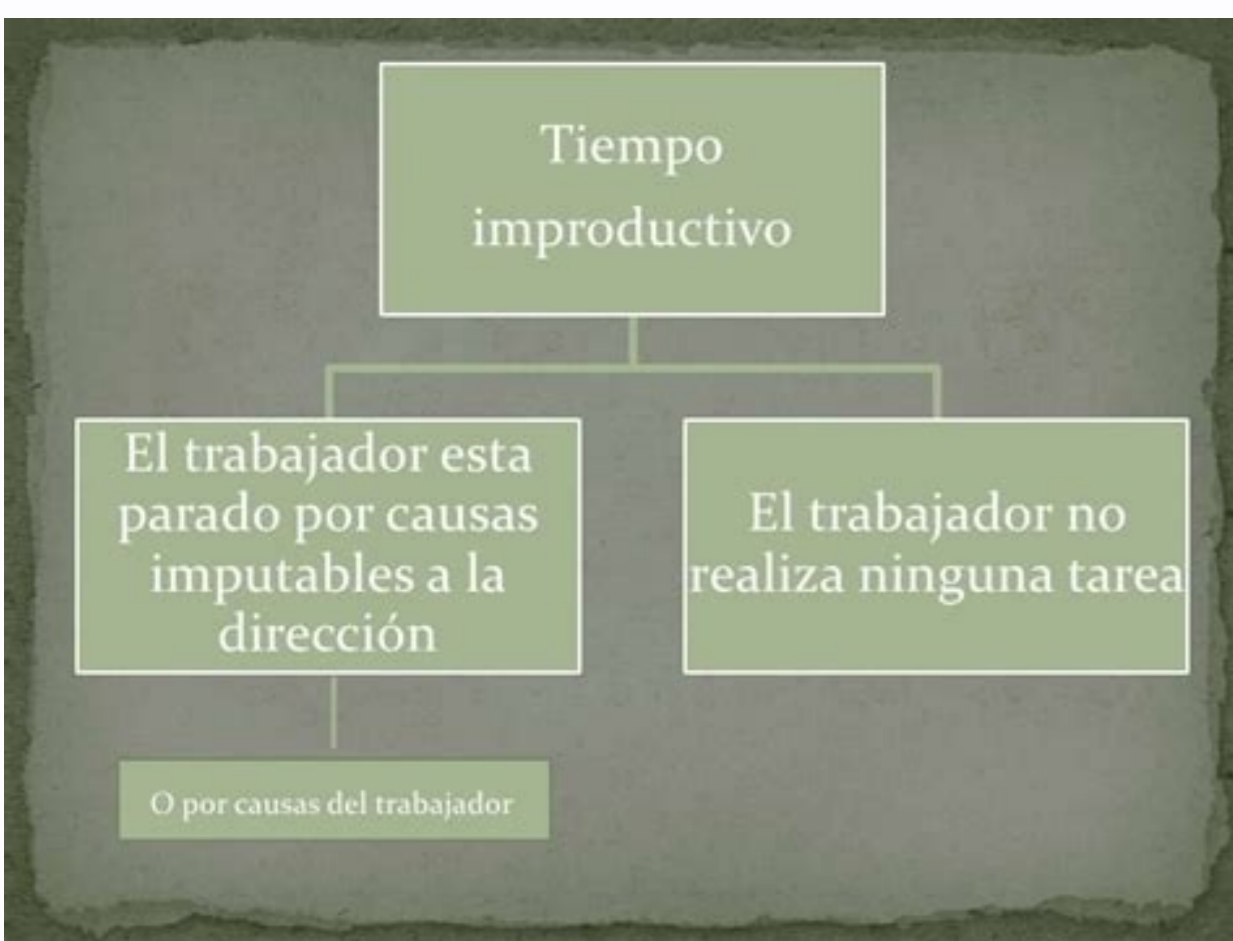 Tiempo
improductivo
El trabajador esta
parado por causas
imputables a la
dirección
El trabajador no
realiza ninguna tarea
O por causas del trabajador